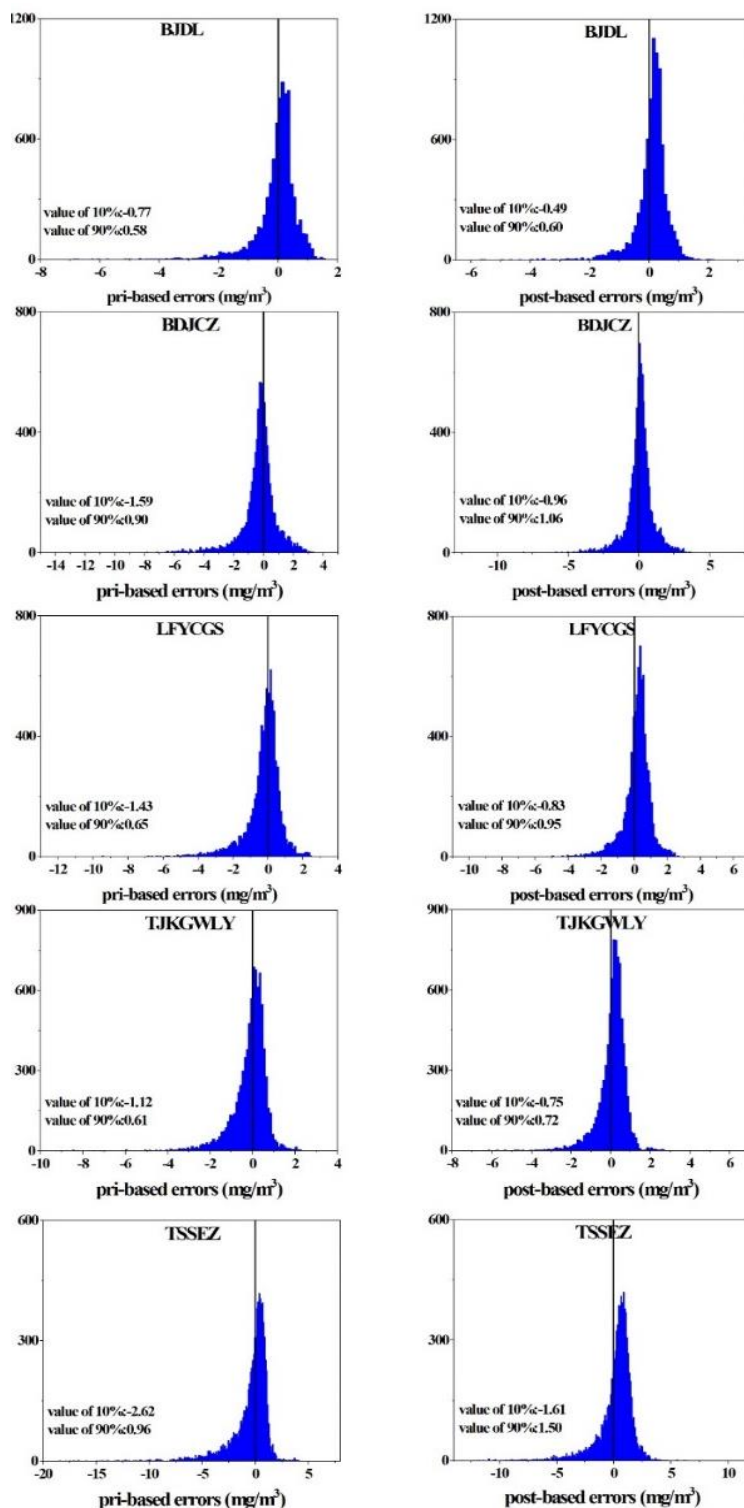 1200
BJDL
600
value of 10%:-0.77
value of 90%:0.58
0
-8 -6 -4 -2 0 2
pri-based errors (mg/m³)
1200
BJDL
600
value of 10%:-0.49
value of 90%:0.60
0
-6 -4 -2 0 2
post-based errors (mg/m³)
800
BDJCZ
400
value of 10%:-1.59
value of 90%:0.90
0
-14 -12 -10 -8 -6 -4 -2 0 2 4
pri-based errors (mg/m³)
800
BDJCZ
400
value of 10%:-0.96
value of 90%:1.06
0
-10 -5 0 5
post-based errors (mg/m³)
800
LFYCGS
400
value of 10%:-1.43
value of 90%:0.65
0
-12 -10 -8 -6 -4 -2 0 2 4
pri-based errors (mg/m³)
800
LFYCGS
400
value of 10%:-0.83
value of 90%:0.95
0
-10 -8 -6 -4 -2 0 2 4 6
post-based errors (mg/m³)
900
TJKGWLY
600
300
value of 10%:-1.12
value of 90%:0.61
0
-10 -8 -6 -4 -2 0 2 4
pri-based errors (mg/m³)
900
TJKGWLY
600
300
value of 10%:-0.75
value of 90%:0.72
0
-8 -6 -4 -2 0 2 4 6
post-based errors (mg/m³)
600
TSSEZ
300
value of 10%:-2.62
value of 90%:0.96
0
-20 -15 -10 -5 0 5
pri-based errors (mg/m³)
600
TSSEZ
300
value of 10%:-1.61
value of 90%:1.50
0
-10 -5 0 5 10
post-based errors (mg/m³)